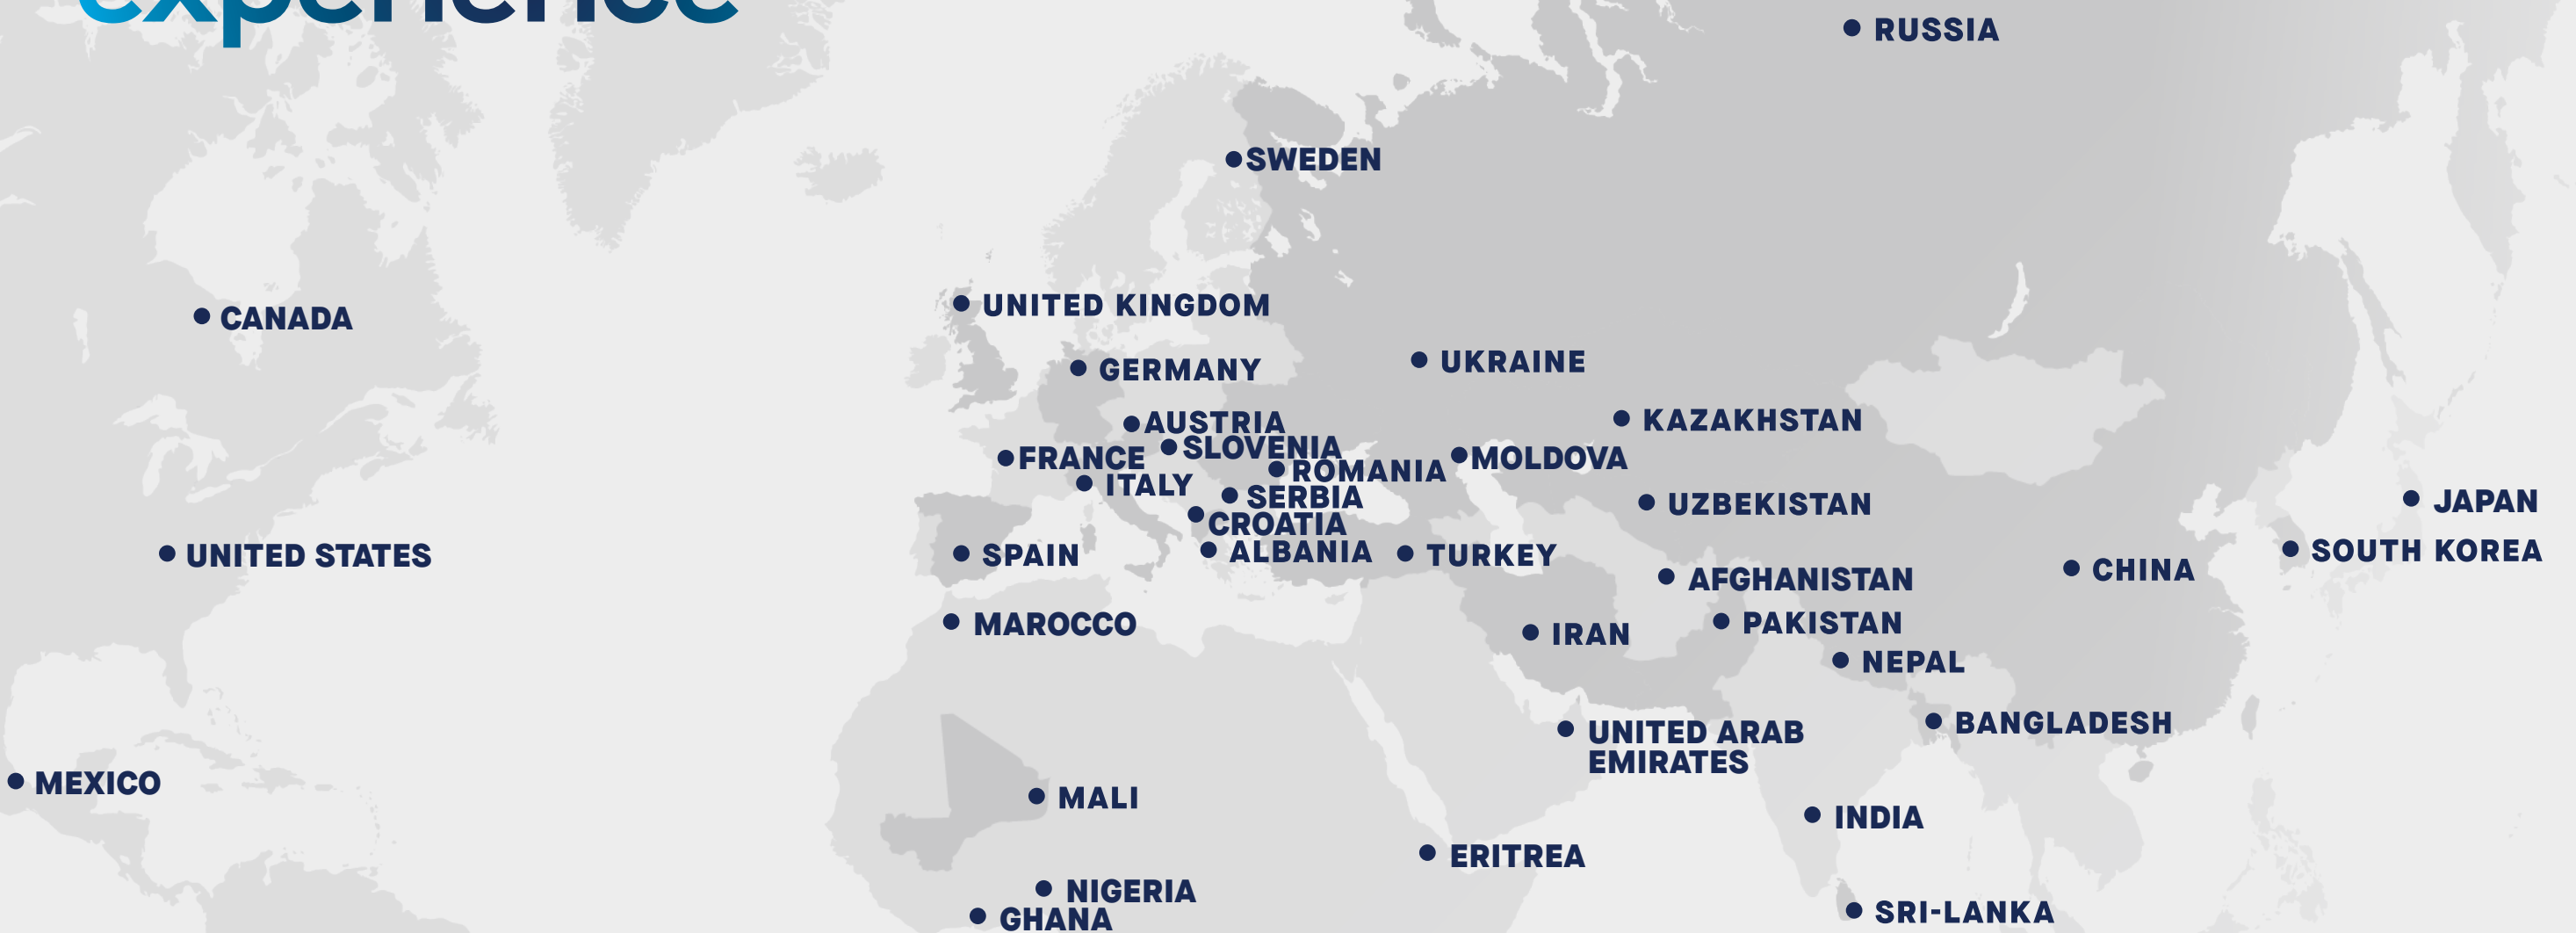 experience
RUSSIA
SWEDEN
UNITED KINGDOM
CANADA
UKRAINE
GERMANY
KAZAKHSTAN
AUSTRIA
SLOVENIA
FRANCE
MOLDOVA
ROMANIA
ITALY
SERBIA
UZBEKISTAN
JAPAN
CROATIA
SOUTH KOREA
ALBANIA
UNITED STATES
SPAIN
TURKEY
CHINA
AFGHANISTAN
MAROCCO
PAKISTAN
IRAN
NEPAL
BANGLADESH
UNITED ARAB
EMIRATES
MEXICO
MALI
INDIA
ERITREA
NIGERIA
SRI-LANKA
GHANA